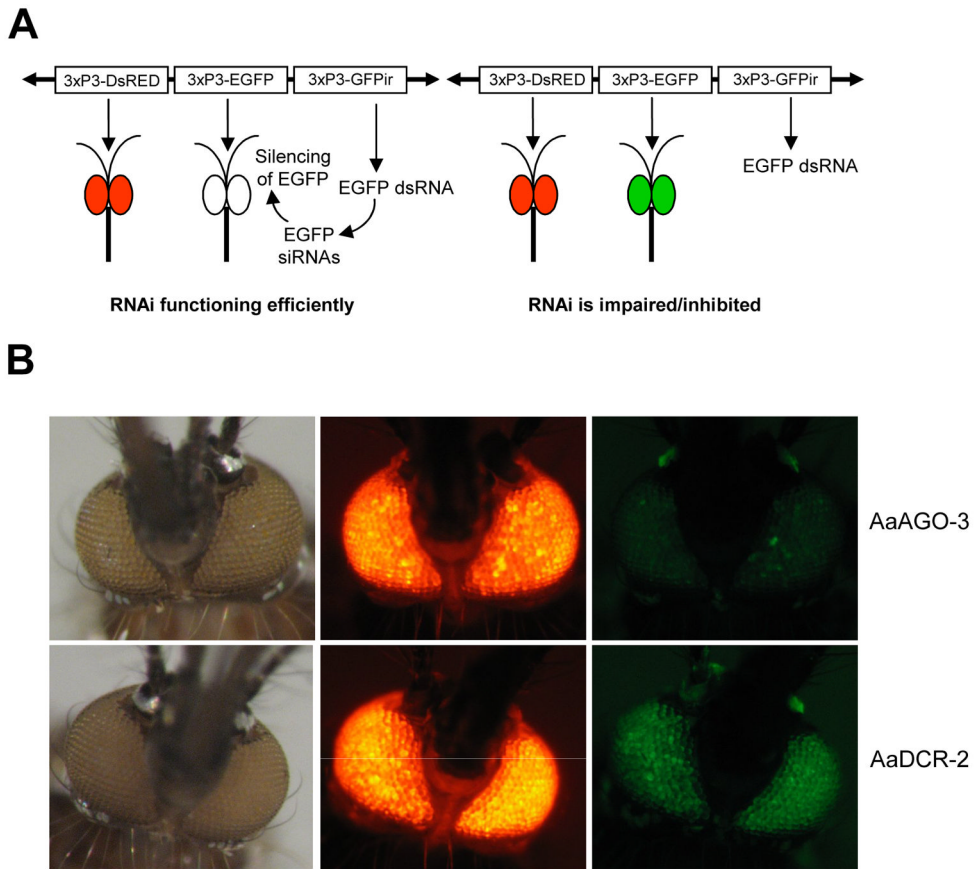 A
3xP3-DsRED 3xP3-EGFP 3xP3-GFPir
Silencing
of EGFP
EGFP dsRNA
EGFP
siRNAs
RNAi functioning efficiently
3xP3-DsRED 3xP3-EGFP 3xP3-GFPir
EGFP dsRNA
RNAi is impaired/inhibited
B
AaAGO-3
AaDCR-2